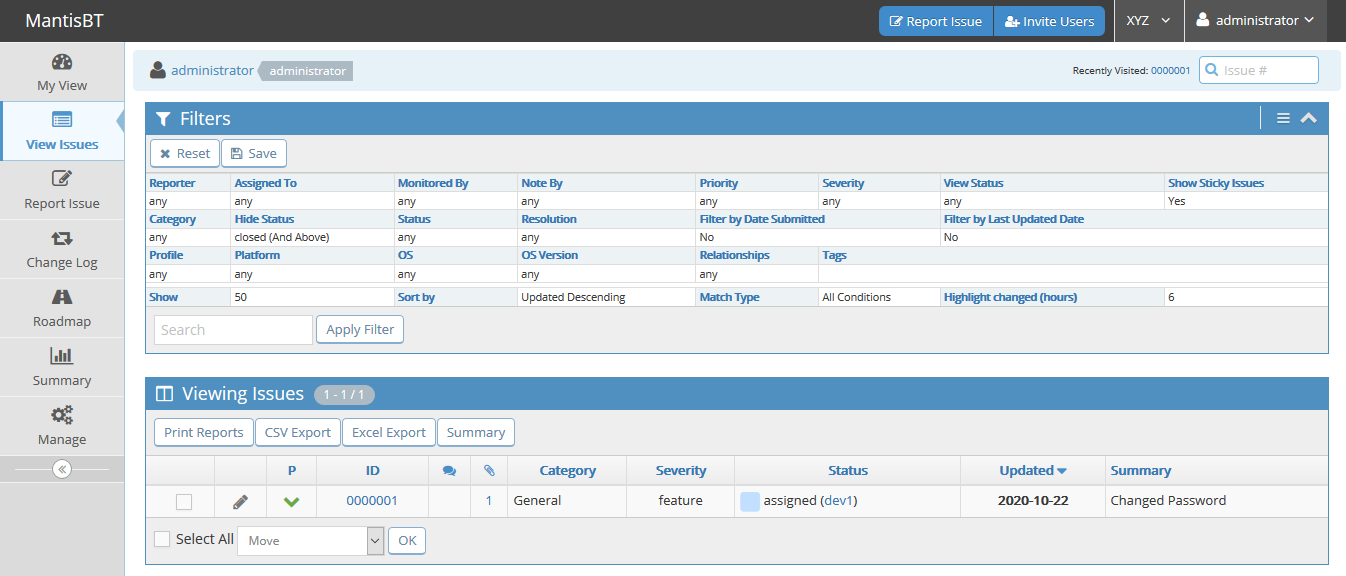 MantisBT Report Issue Invite Users XYZ administrator
My View
View Issues
Report Issue
Change Log
Roadmap
Summary
Manage
administrator administrator Recently Visited: 0000001 Issue #
Filters
Reset Save
Reporter Assigned To Monitored By Note By Priority Severity View Status Show Sticky Issues
any any any any any any any Yes
Category Hide Status Status Resolution Filter by Date Submitted Filter by Last Updated Date
any closed (And Above) any any No No
Profile Platform OS OS Version Relationships Tags
any any any any any
Show 50 Sort by Updated Descending Match Type All Conditions Highlight changed (hours) 6
Search Apply Filter
Viewing Issues 1 - 1 / 1
Print Reports CSV Export Excel Export Summary
P ID Category Severity Status Updated Summary
0000001 1 General feature assigned (dev1) 2020-10-22 Changed Password
Select All Move OK